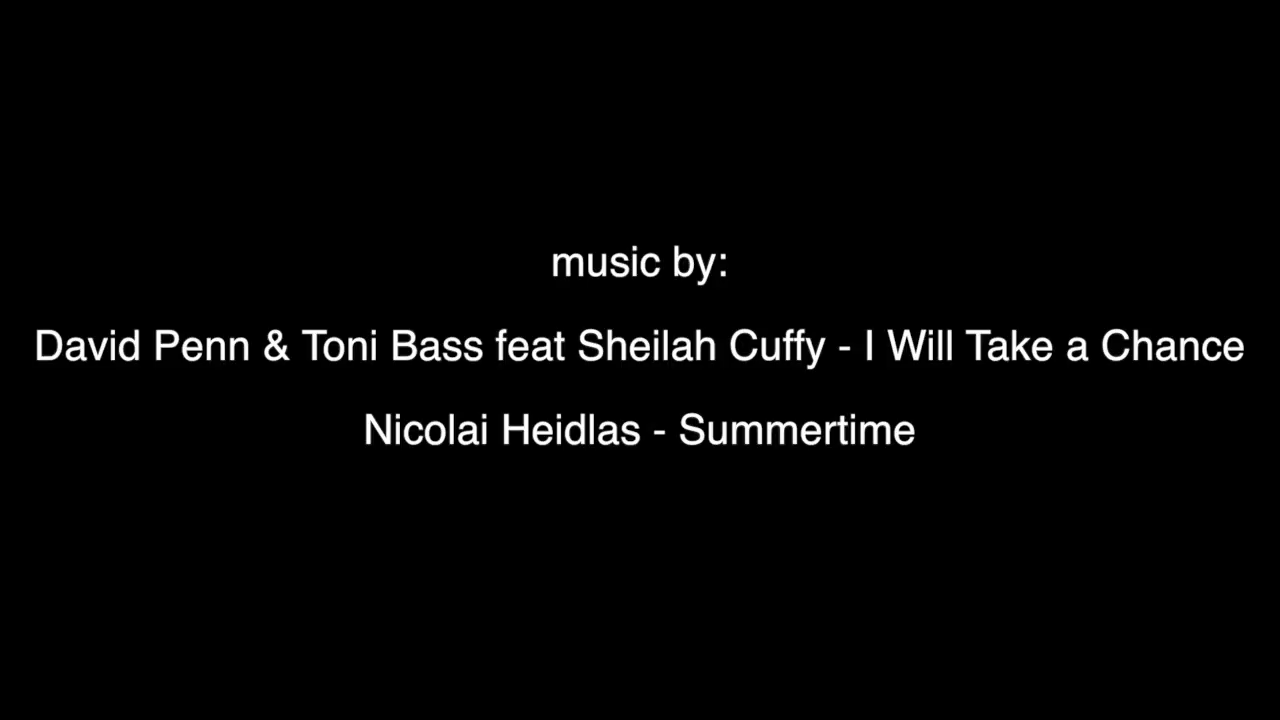 music by:
David Penn & Toni Bass feat Sheilah Cuffy - I Will Take a Chance
Nicolai Heidlas - Summertime